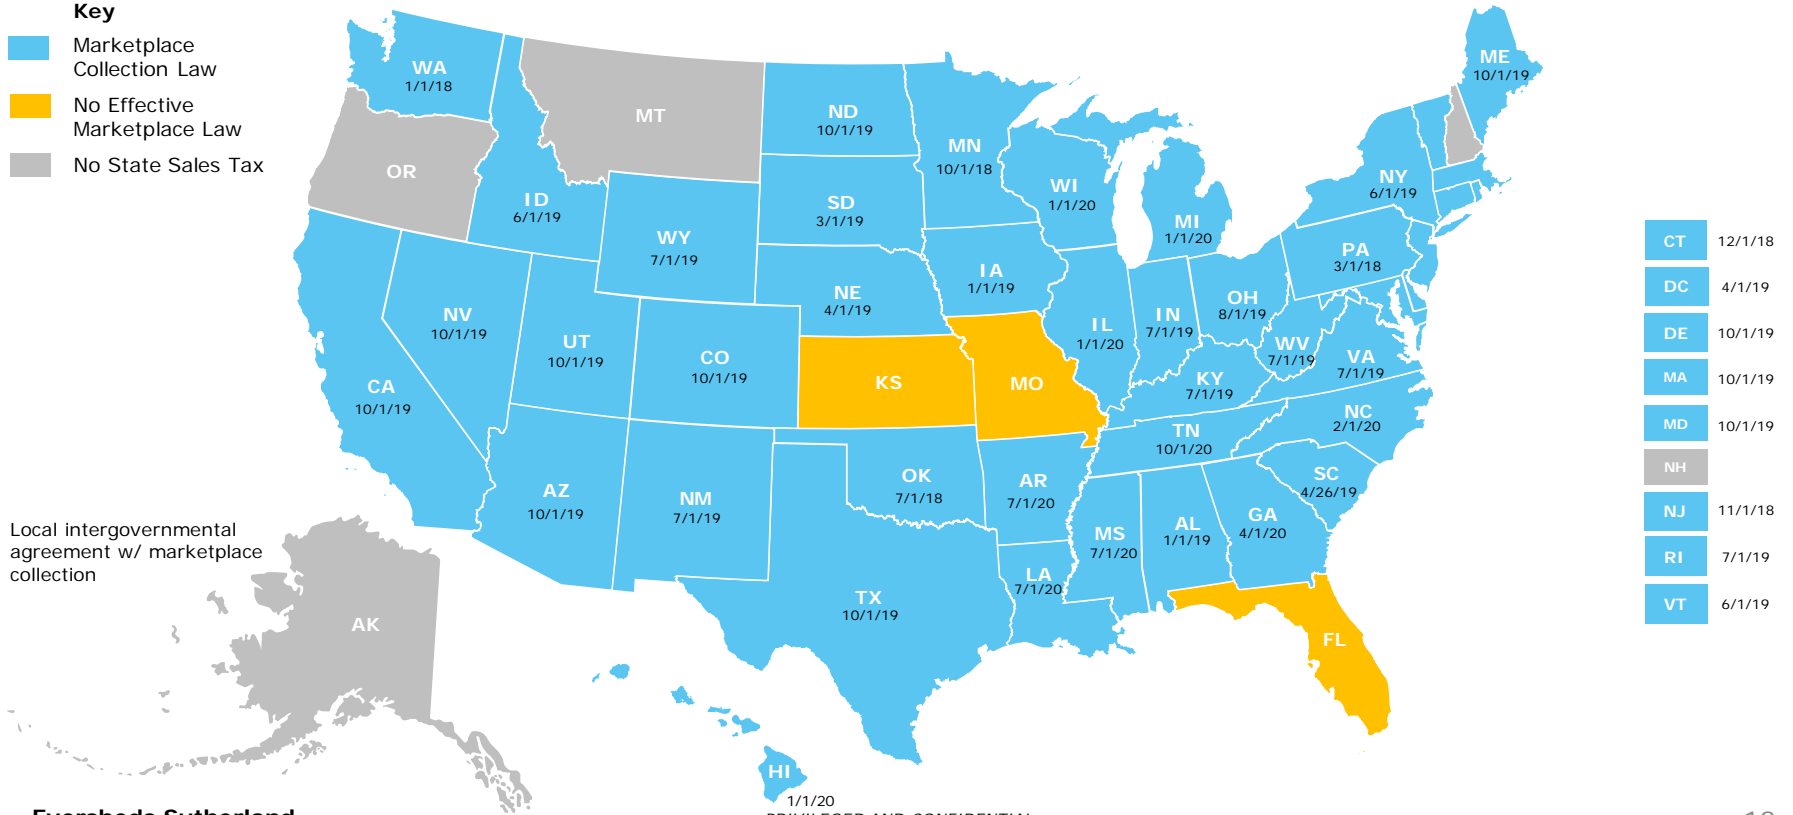 Key
Marketplace
Collection Law
No Effective
Marketplace Law
No State Sales Tax
WA
1/1/18
OR
MT
ID
6/1/19
WY
7/1/19
ND
10/1/19
SD
3/1/19
NE
4/1/19
MN
10/1/18
WI
1/1/20
MI
1/1/20
IA
1/1/19
IL
1/1/20
IN
7/1/19
OH
8/1/19
PA
3/1/18
NY
6/1/19
ME
10/1/19
NV
10/1/19
UT
10/1/19
CO
10/1/19
CA
10/1/19
KS
MO
KY
7/1/19
WV
7/1/19
VA
7/1/19
NC
2/1/20
TN
10/1/20
SC
4/26/19
AZ
10/1/19
NM
7/1/19
OK
7/1/18
AR
7/1/20
MS
7/1/20
AL
1/1/19
GA
4/1/20
LA
7/1/20
TX
10/1/19
FL
HI
1/1/20
Local intergovernmental
agreement w/ marketplace
collection
AK
CT 12/1/18
DC 4/1/19
DE 10/1/19
MA 10/1/19
MD 10/1/19
NH
NJ 11/1/18
RI 7/1/19
VT 6/1/19
Eversheds Sutherland
PRIVILEGED AND CONFIDENTIAL